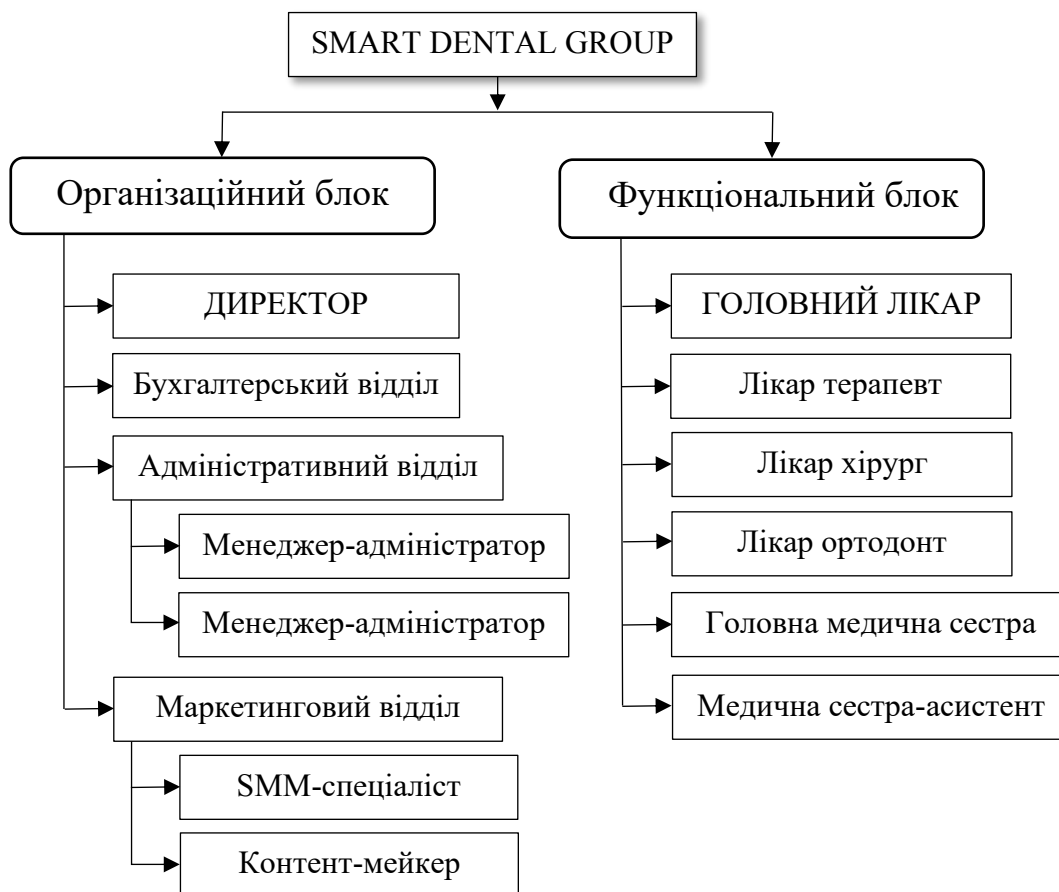 SMART DENTAL GROUP
Організаційний блок
ДИРЕКТОР
Бухгалтерський відділ
Адміністративний відділ
Менеджер-адміністратор
Менеджер-адміністратор
Маркетинговий відділ
SMM-спеціаліст
Контент-мейкер
Функціональний блок
ГОЛОВНИЙ ЛІКАР
Лікар терапевт
Лікар хірург
Лікар ортодонт
Головна медична сестра
Медична сестра-асистент